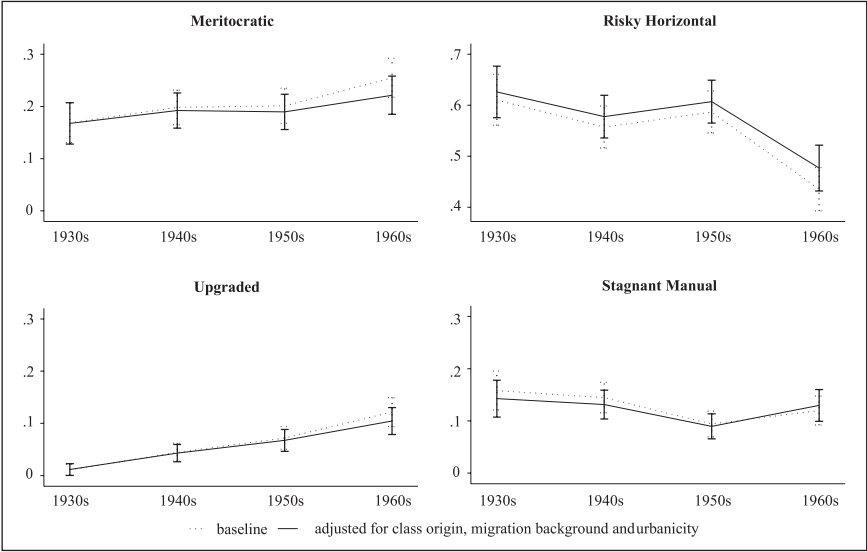 Meritocratic
.3
.2
.1
0
1930s 1940s 1950s 1960s
Risky Horizontal
.7
.6
.5
.4
1930s 1940s 1950s 1960s
Upgraded
.3
.2
.1
0
1930s 1940s 1950s 1960s
Stagnant Manual
.3
.2
.1
0
1930s 1940s 1950s 1960s
baseline adjusted for class origin, migration background andurbanicity